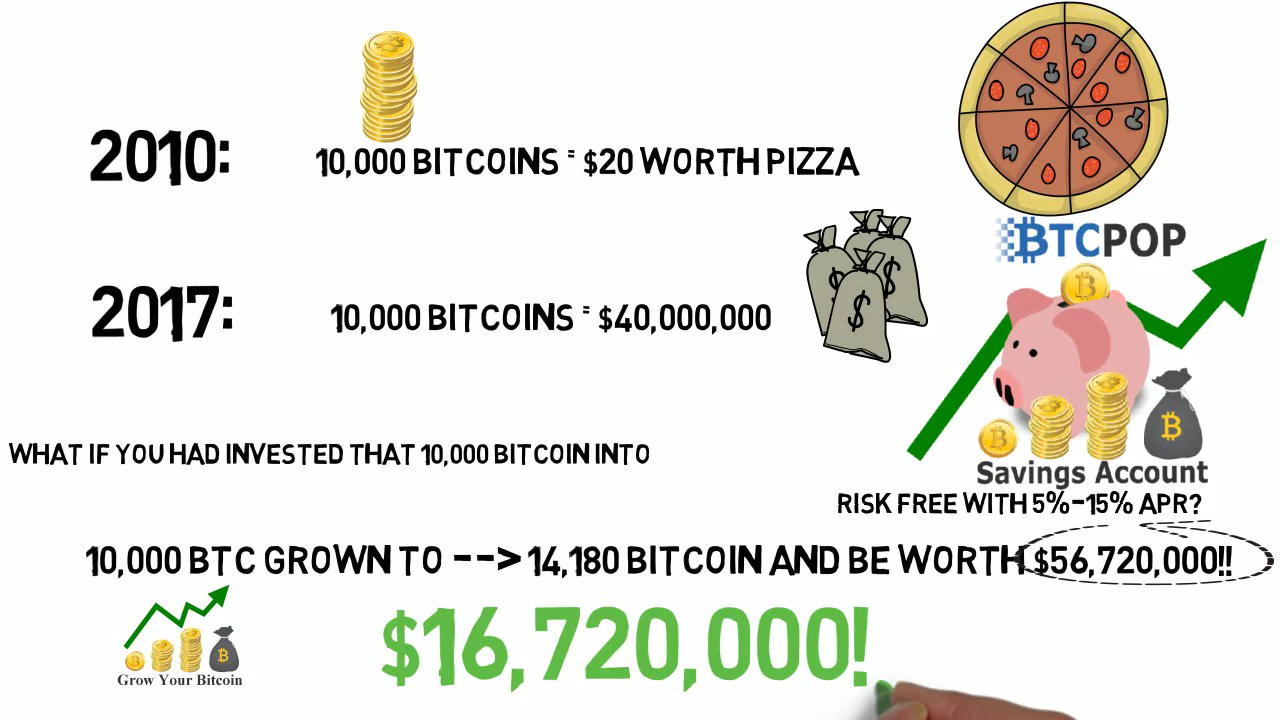 2010:
10,000 BITCOINS = $20 WORTH PIZZA
BTCPOP
2017:
10,000 BITCOINS = $40,000,000
WHAT IF YOU HAD INVESTED THAT 10,000 BITCOIN INTO
Savings Account
RISK FREE WITH 5%-15% APR?
10,000 BTC GROWN TO --> 14,180 BITCOIN AND BE WORTH $56,720,000!!
$16,720,000!
Grow Your Bitcoin